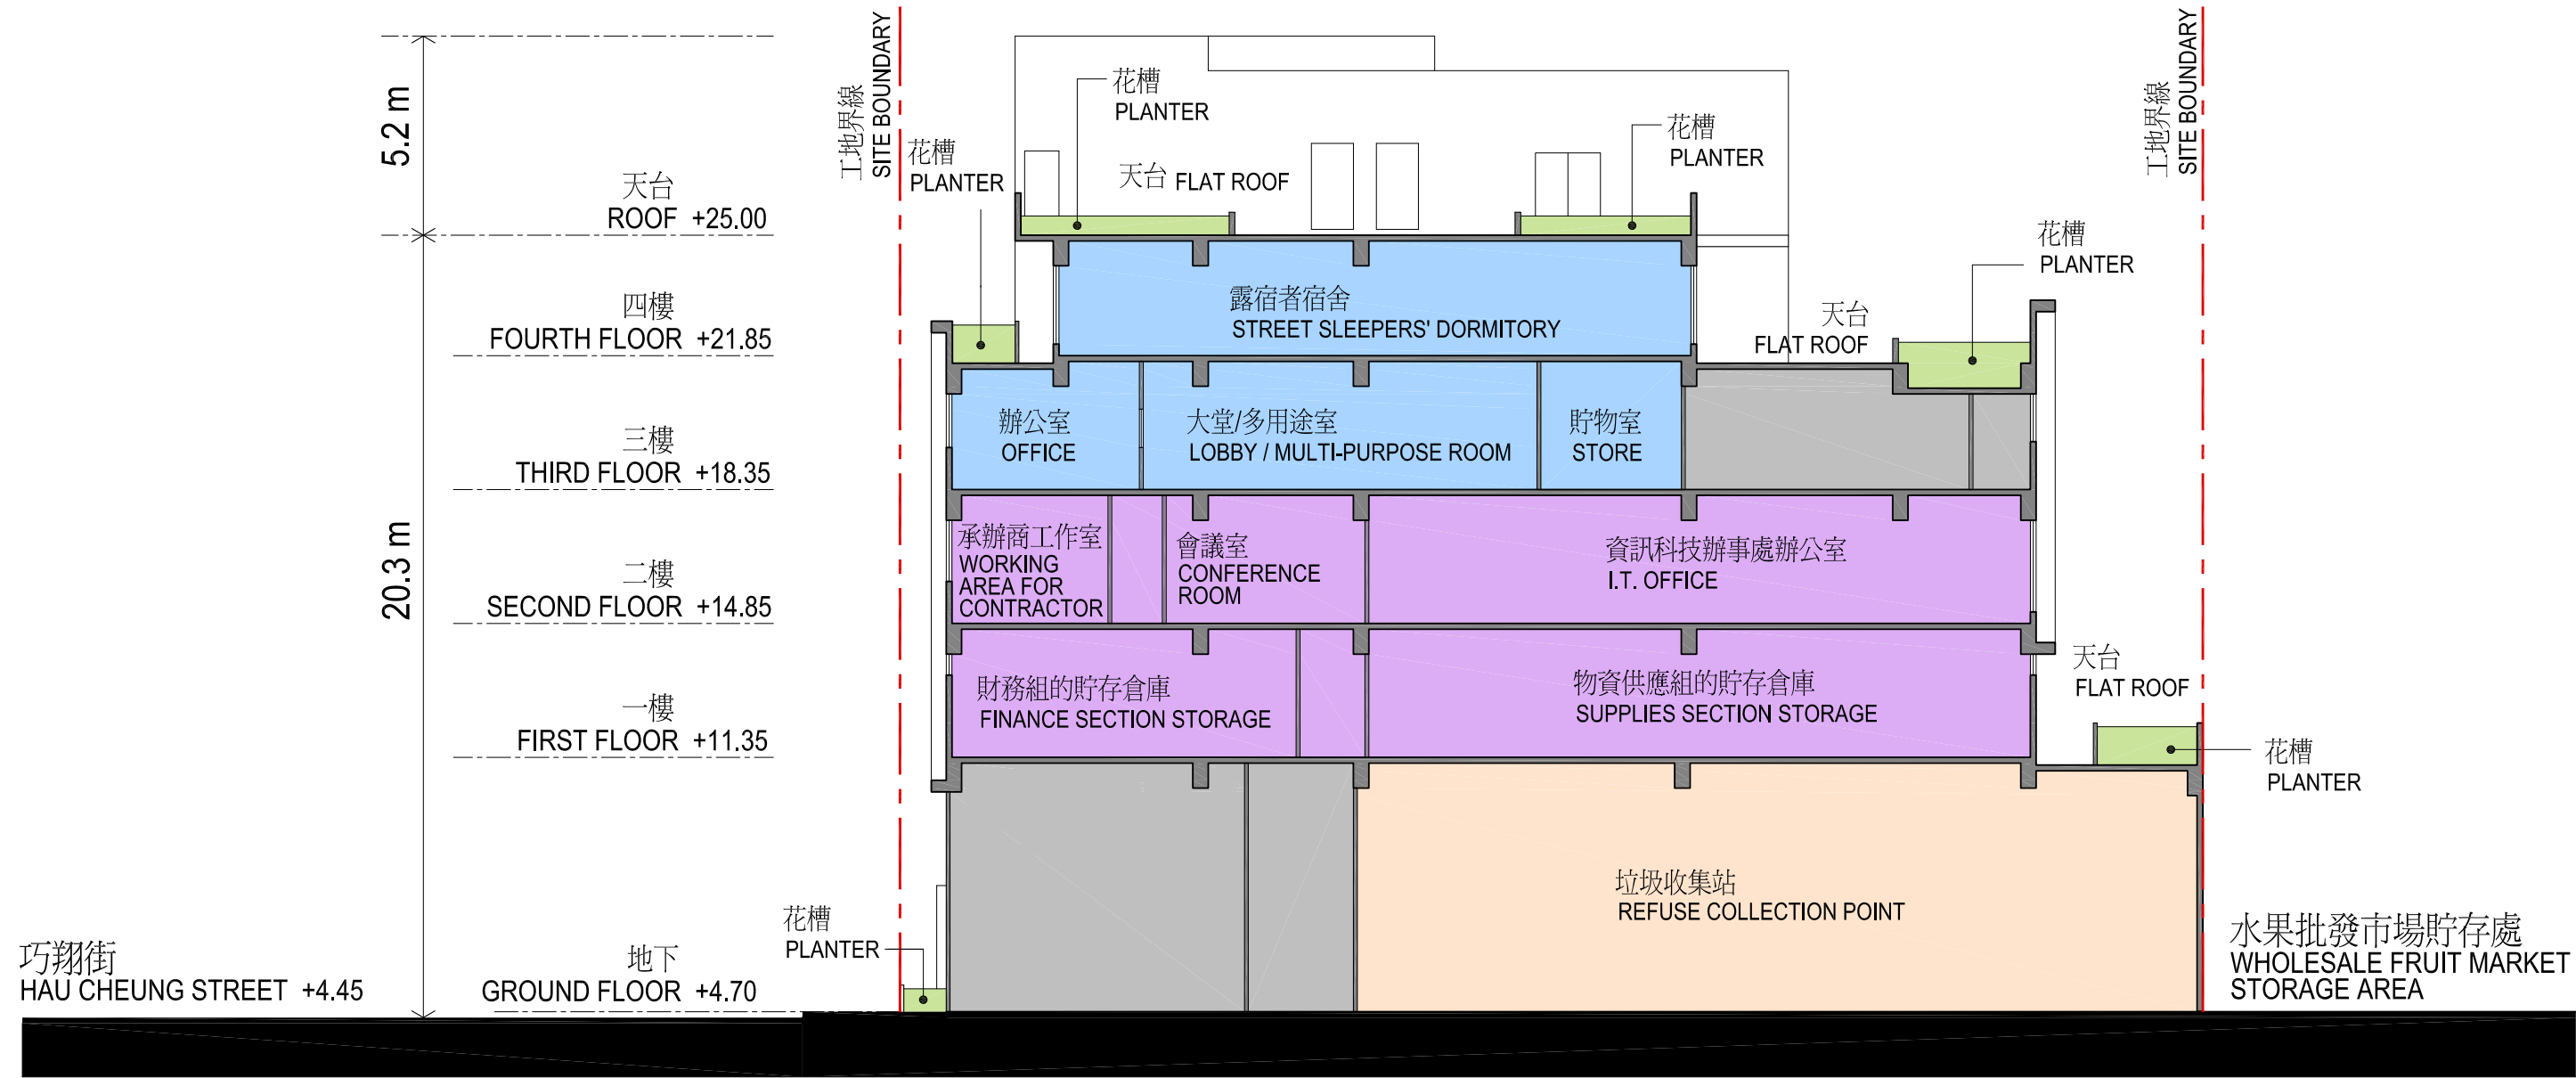 5.2 m
20.3 m
天台
ROOF +25.00
四樓
FOURTH FLOOR +21.85
三樓
THIRD FLOOR +18.35
二樓
SECOND FLOOR +14.85
一樓
FIRST FLOOR +11.35
地下
GROUND FLOOR +4.70
巧翔街
HAU CHEUNG STREET +4.45
工地界線
SITE BOUNDARY
花槽
PLANTER
花槽
PLANTER
天台 FLAT ROOF
花槽
PLANTER
工地界線
SITE BOUNDARY
花槽
PLANTER
天台
FLAT ROOF
露宿者宿舍
STREET SLEEPERS' DORMITORY
辦公室
OFFICE
大堂/多用途室
LOBBY / MULTI-PURPOSE ROOM
貯物室
STORE
承辦商工作室
WORKING
AREA FOR
CONTRACTOR
會議室
CONFERENCE
ROOM
資訊科技辦事處辦公室
I.T. OFFICE
財務組的貯存倉庫
FINANCE SECTION STORAGE
物資供應組的貯存倉庫
SUPPLIES SECTION STORAGE
天台
FLAT ROOF
花槽
PLANTER
垃圾收集站
REFUSE COLLECTION POINT
花槽
PLANTER
水果批發市場貯存處
WHOLESALE FRUIT MARKET
STORAGE AREA